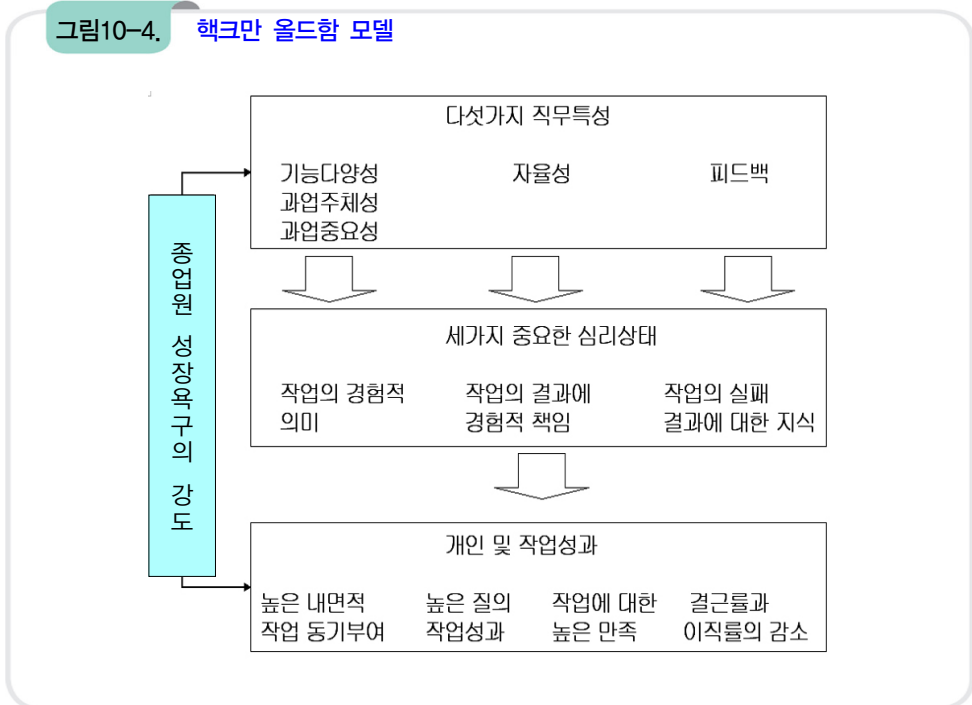 그림10-4. 핵크만 올드함 모델
다섯가지 직무특성
기능다양성 자율성 피드백
과업주체성
과업중요성
종업원 성장욕구의 강도
세가지 중요한 심리상태
작업의 경험적 작업의 결과에 작업의 실패
의미 경험적 책임 결과에 대한 지식
개인 및 작업성과
높은 내면적 높은 질의 작업에 대한 결근률과
작업 동기부여 작업성과 높은 만족 이직률의 감소